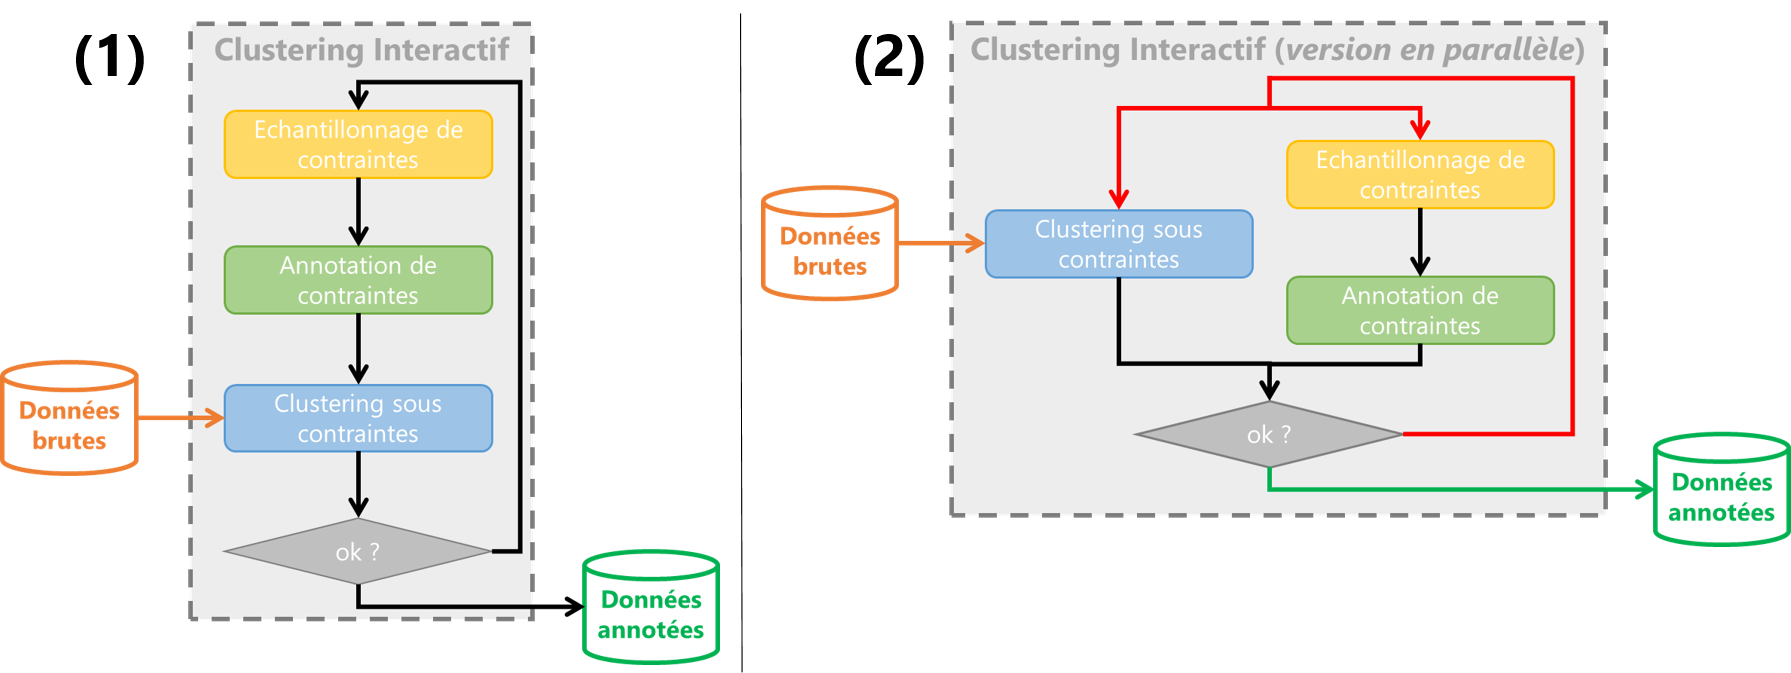 (1)
Clustering Interactif
Echantillonnage de
contraintes
Annotation de
contraintes
Données
brutes
Clustering sous
contraintes
ok ?
Données
annotées
(2)
Clustering Interactif (version en parallèle)
Echantillonnage de
contraintes
Données
brutes
Clustering sous
contraintes
Annotation de
contraintes
ok ?
Données
annotées